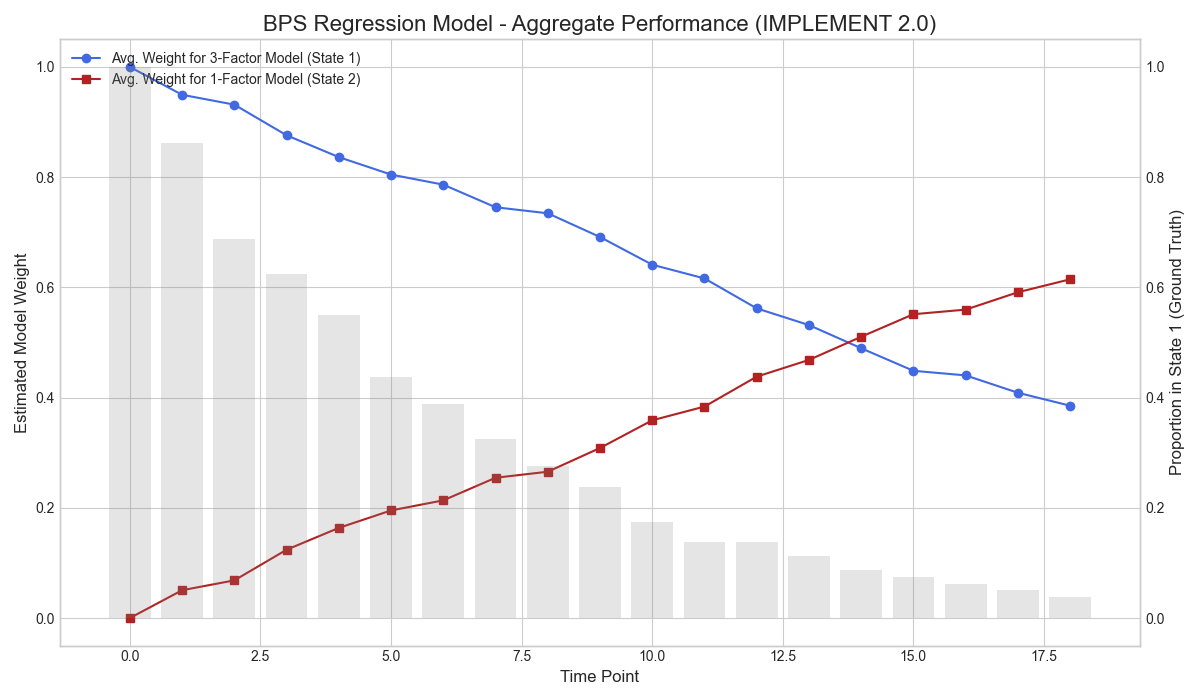 BPS Regression Model - Aggregate Performance (IMPLEMENT 2.0)
Avg. Weight for 3-Factor Model (State 1)
Avg. Weight for 1-Factor Model (State 2)
Estimated Model Weight
1.0
0.8
0.6
0.4
0.2
0.0
1.0
0.8
0.6
0.4
0.2
0.0
Proportion in State 1 (Ground Truth)
0.0 2.5 5.0 7.5 10.0 12.5 15.0 17.5
Time Point